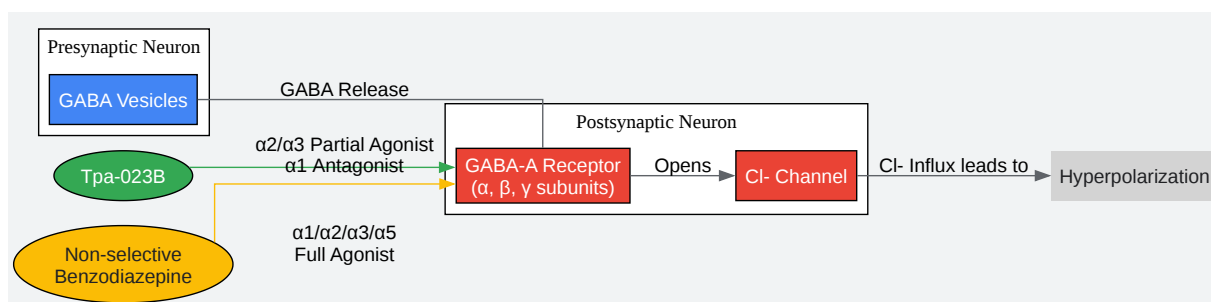 Presynaptic Neuron
GABA Vesicles
GABA Release
Postsynaptic Neuron
α2/α3 Partial Agonist
α1 Antagonist
Tpa-023B
GABA-A Receptor
(α, β, γ subunits)
Opens
Cl- Channel
Cl- Influx leads to
Hyperpolarization
α1/α2/α3/α5
Full Agonist
Non-selective
Benzodiazepine